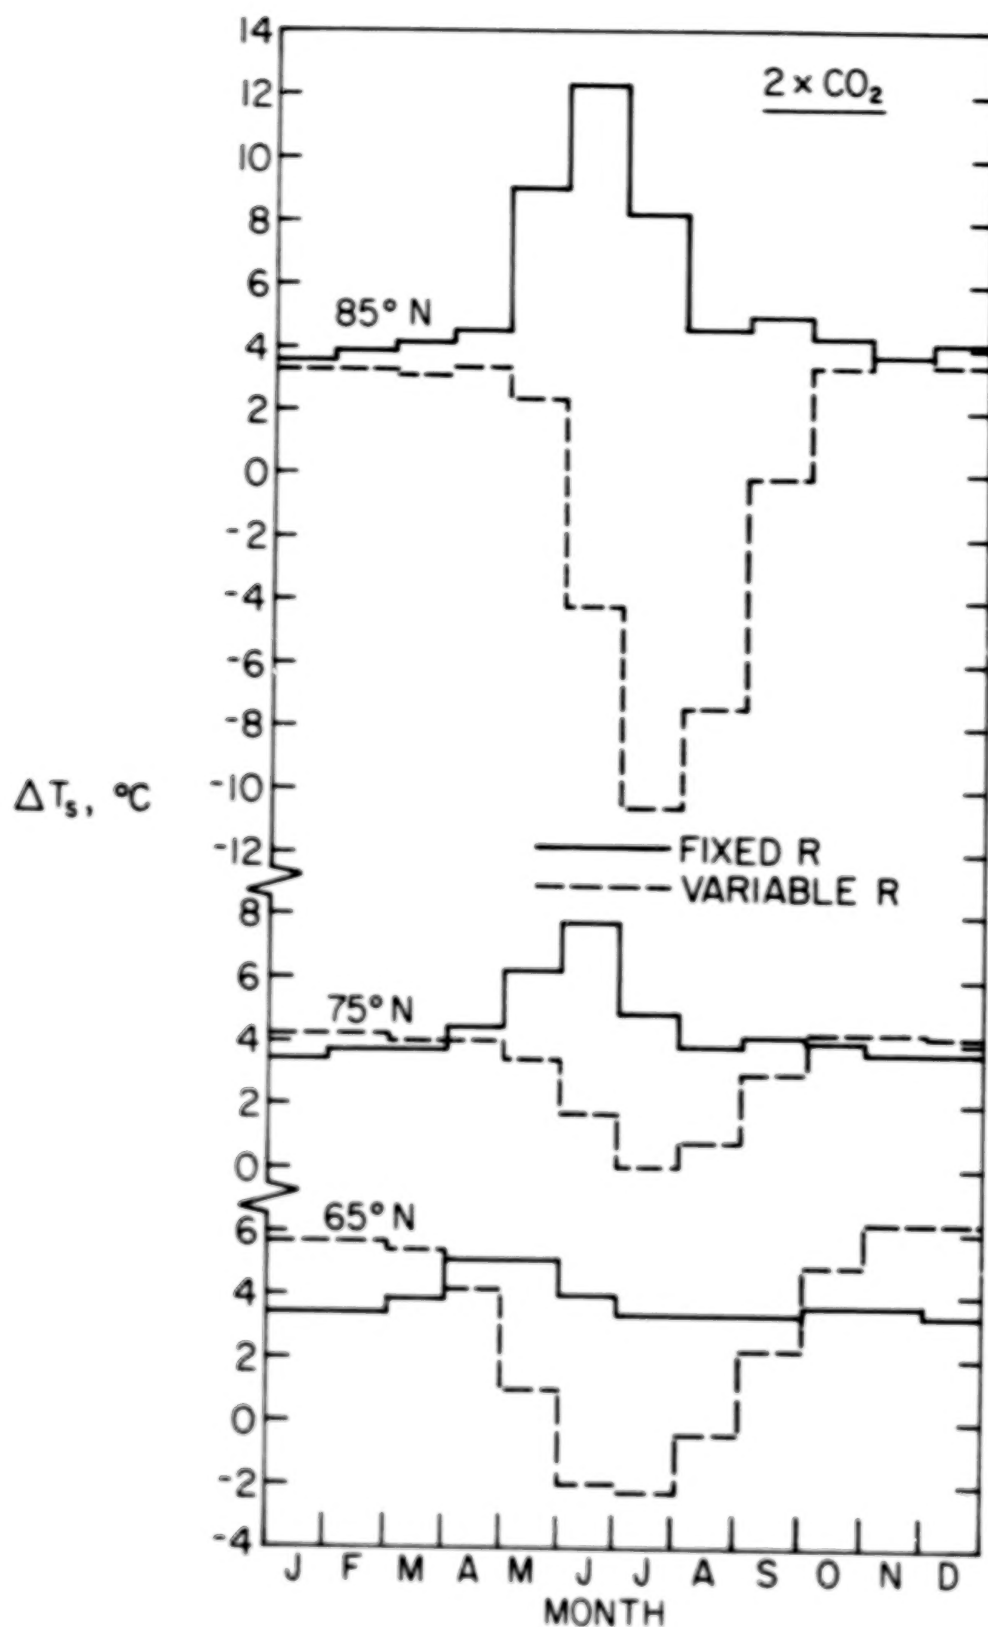 14
2 × CO₂
12
10
8
6
85° N
4
2
0
-2
-4
-6
-8
ΔTₛ, °C
-10
-12
FIXED R
VARIABLE R
8
6
75° N
4
2
0
65° N
6
4
2
0
-2
-4
J F M A M J J A S O N D
MONTH